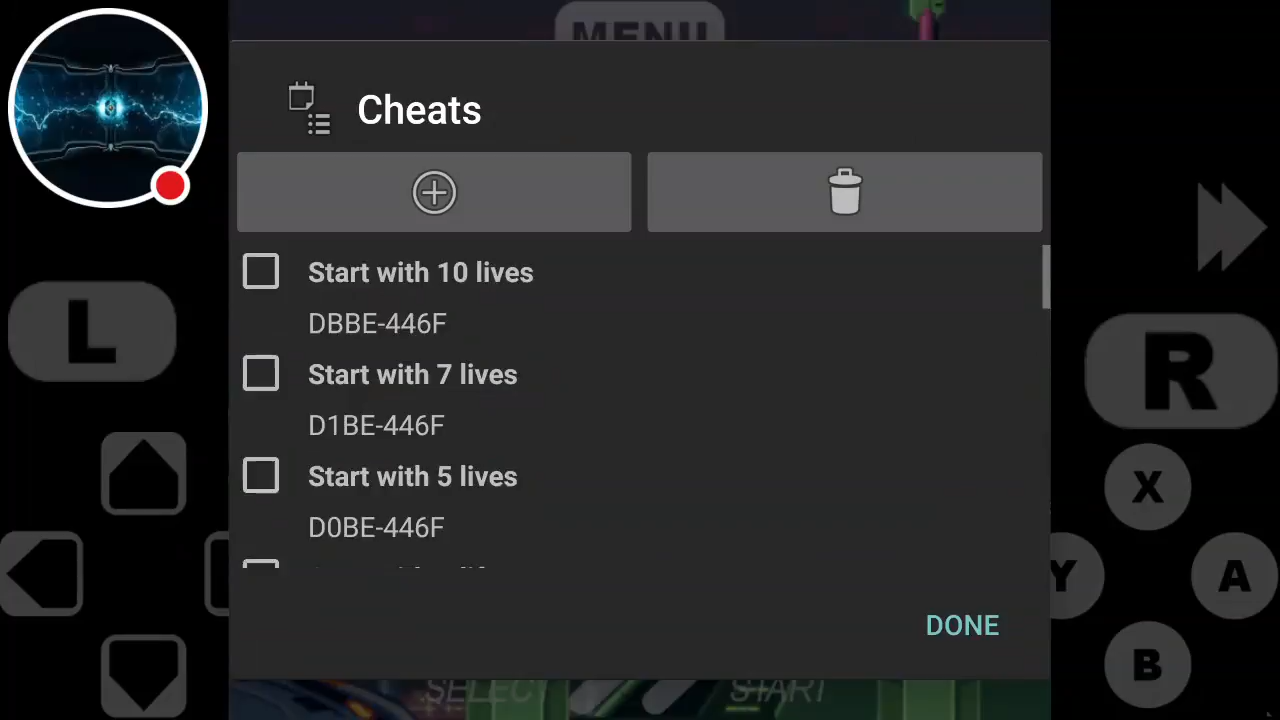 MENU
Cheats
Start with 10 lives
DBBE-446F
Start with 7 lives
D1BE-446F
Start with 5 lives
D0BE-446F
DONE
L
R
X
Y
A
B
SELECT
START